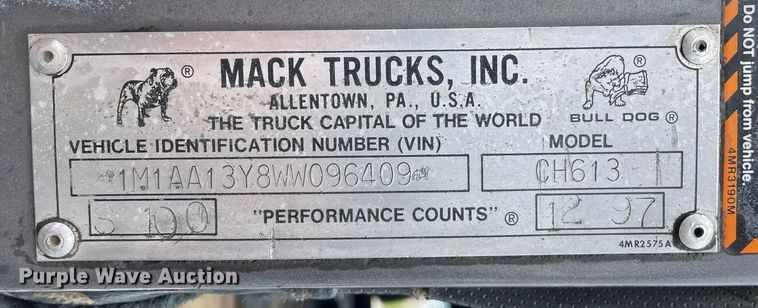 ® MACK TRUCKS, INC. ®
ALLENTOWN, PA., U.S.A.
THE TRUCK CAPITAL OF THE WORLD BULL DOG ®
VEHICLE IDENTIFICATION NUMBER (VIN) MODEL
1M1AA13Y8WW096409 CH613
100 "PERFORMANCE COUNTS" ® 12 97
4MR2575A
Do NOT jump from vehicle.
4MR3190M
Purple Wave Auction